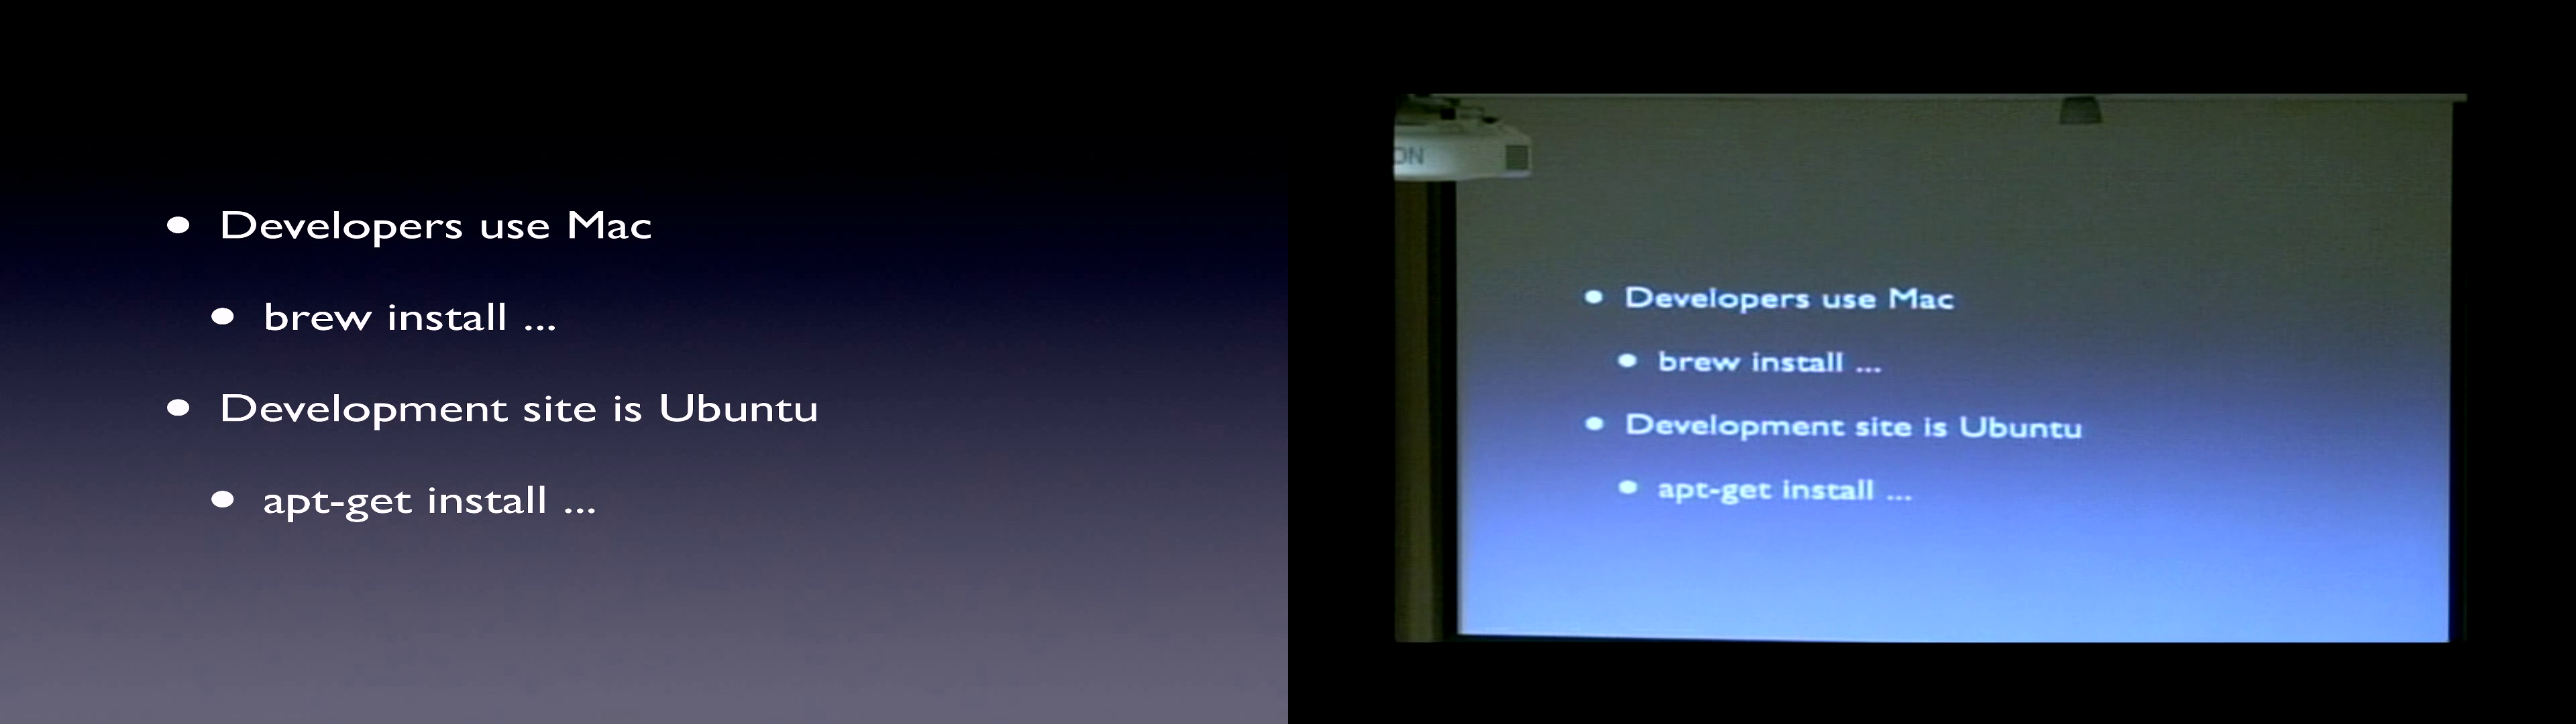 • Developers use Mac
• brew install ...
• Development site is Ubuntu
• apt-get install ...
ON
• Developers use Mac
• brew install ...
• Development site is Ubuntu
• apt-get install ...